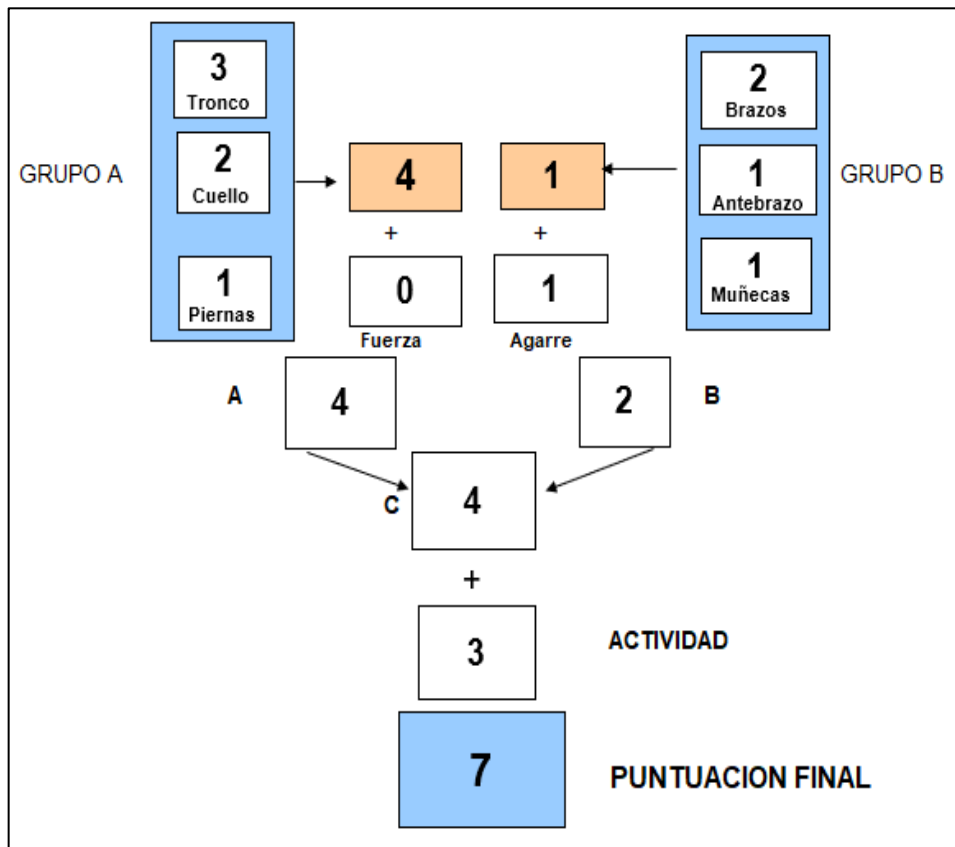 GRUPO A
3
Tronco
2
Cuello
1
Piernas
4
+
0
Fuerza
1
+
1
Agarre
2
Brazos
1
Antebrazo
1
Muñecas
GRUPO B
A
4
2
B
C
4
+
3
ACTIVIDAD
7
PUNTUACION FINAL